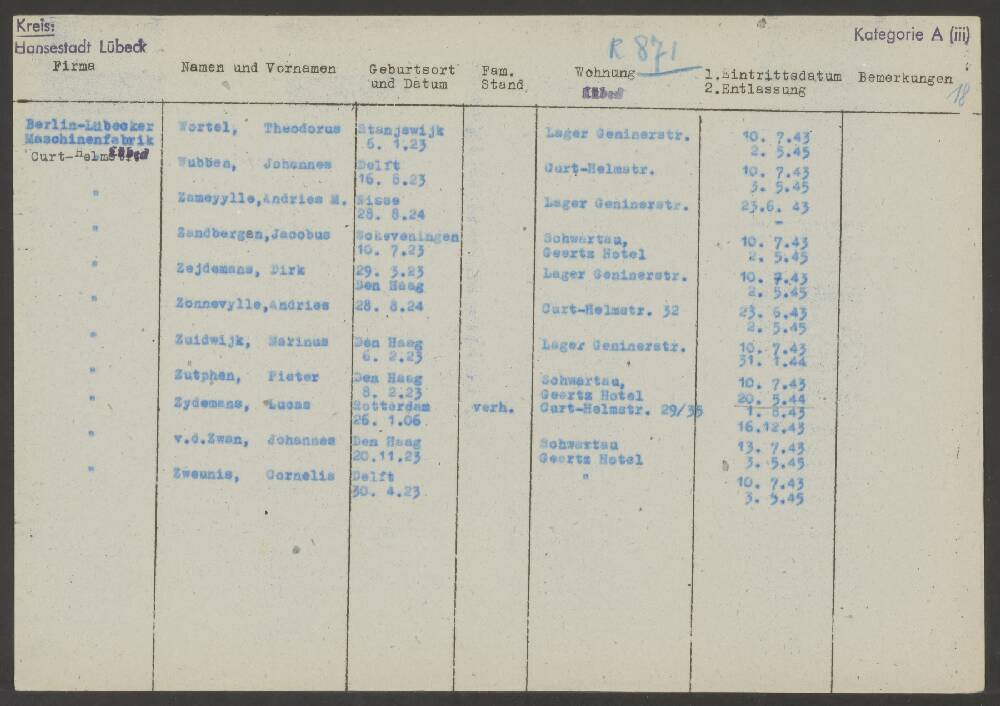 Kreis:
Hansestadt Lübeck
R 871
Kategorie A (iii)
Firma Namen und Vornamen Geburtsort und Datum Fam. Stand Wohnung Lübeck 1.Eintrittsdatum 2.Entlassung Bemerkungen
18
Berlin-Lübecker Wortel, Theodorus Stanjswijk Lager Geninerstr. 10. 7.43
Maschinenfabrik 6. 1.23 2. 5.45
Curt-Helmstr. Lübeck Wubben, Johannes Delft Curt-Helmstr. 10. 7.43
16. 8.23 3. 5.45
" Zameyylle,Andries M. Nisse Lager Geninerstr. 23.6. 43
28. 8.24 -
" Zandbergen,Jacobus Scheveningen Schwartau, 10. 7.43
10. 7.23 Geertz Hotel 2. 5.45
" Zejdemans, Dirk 29. 3.23 Lager Geninerstr. 10. 7.43
Den Haag 2. 5.45
" Zonnevylle,Andries 28. 8.24 Curt-Helmstr. 32 23. 6.43
2. 5.45
" Zuidwijk, Marinus Den Haag Lager Geninerstr. 10. 7.43
6. 2.23 31. 1.44
" Zutphen, Pieter Den Haag Schwartau, 10. 7.43
8. 2.23 Geertz Hotel 20. 5.44
" Zydemans, Lucas Rotterdam verh. Curt-Helmstr. 29/35 1. 8.43
26. 1.06 16.12.43
" v.d.Zwan, Johannes Den Haag Schwartau 13. 7.43
20.11.23 Geertz Hotel 3. 5.45
" Zweunis, Cornelis Delft " 10. 7.43
30. 4.23 3. 5.45